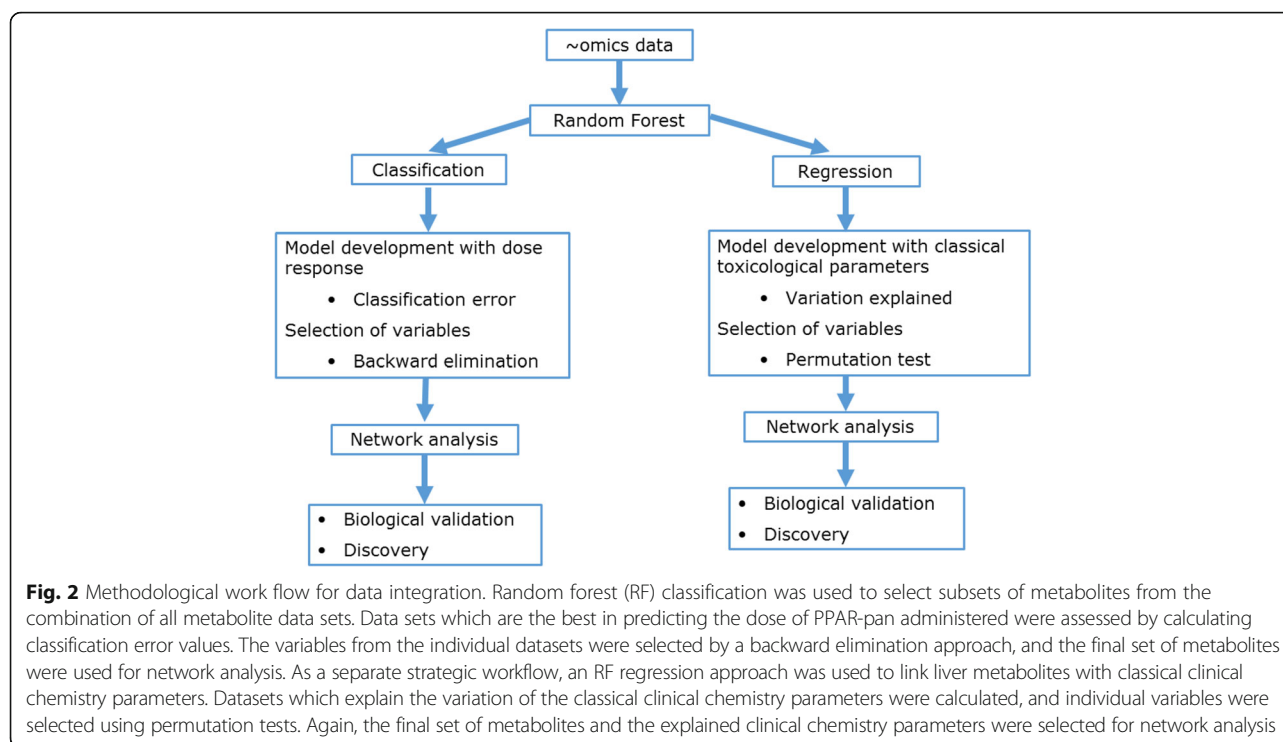 ~omics data
Random Forest
Classification
Regression
Model development with dose
response
• Classification error
Selection of variables
• Backward elimination
Model development with classical
toxicological parameters
• Variation explained
Selection of variables
• Permutation test
Network analysis
Network analysis
• Biological validation
• Discovery
• Biological validation
• Discovery
Fig. 2 Methodological work flow for data integration. Random forest (RF) classification was used to select subsets of metabolites from the
combination of all metabolite data sets. Data sets which are the best in predicting the dose of PPAR-pan administered were assessed by calculating
classification error values. The variables from the individual datasets were selected by a backward elimination approach, and the final set of metabolites
were used for network analysis. As a separate strategic workflow, an RF regression approach was used to link liver metabolites with classical clinical
chemistry parameters. Datasets which explain the variation of the classical clinical chemistry parameters were calculated, and individual variables were
selected using permutation tests. Again, the final set of metabolites and the explained clinical chemistry parameters were selected for network analysis